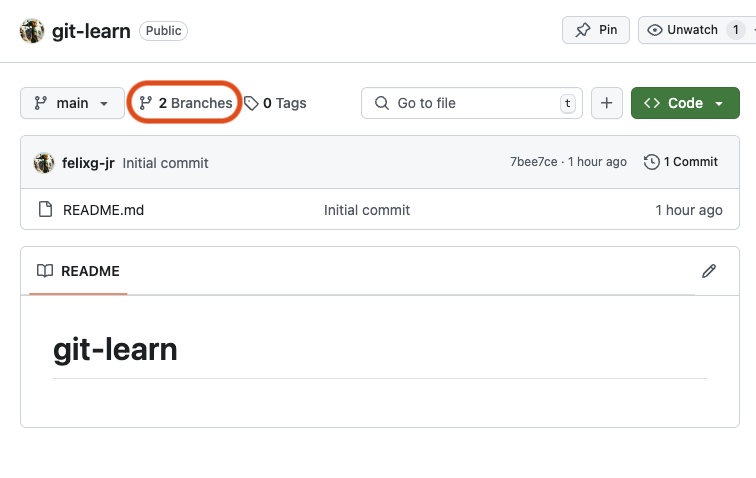 git-learn Public Pin Unwatch 1
main 2 Branches 0 Tags Go to file t Code
felixg-jr Initial commit 7bee7ce · 1 hour ago 1 Commit
README.md Initial commit 1 hour ago
README
git-learn